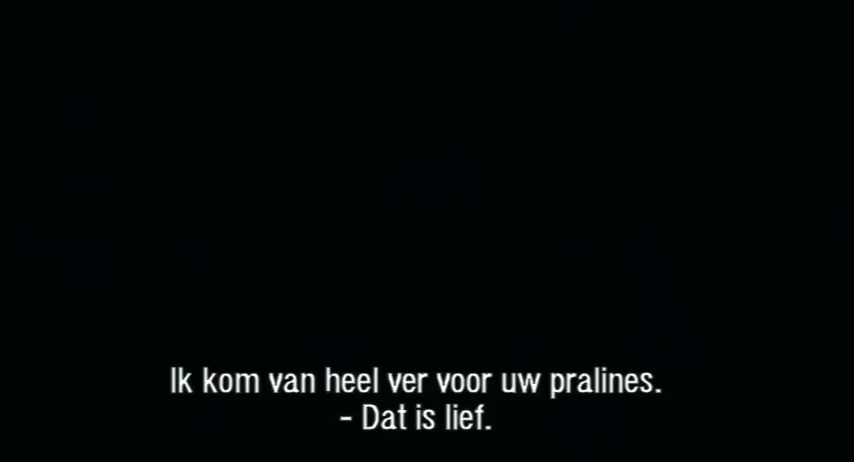 Ik kom van heel ver voor uw pralines.
- Dat is lief.